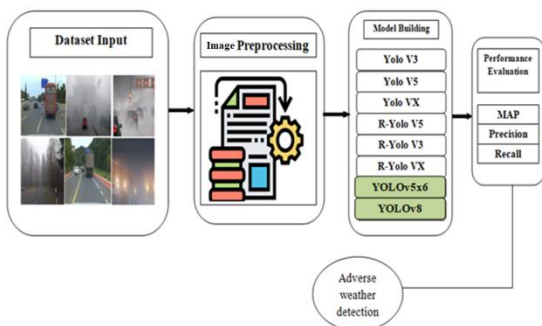 Dataset Input
Image Preprocessing
Model Building
Yolo V3
Yolo V5
Yolo VX
R-Yolo V5
R-Yolo V3
R-Yolo VX
YOLOv5x6
YOLOv8
Performance
Evaluation
MAP
Precision
Recall
Adverse
weather
detection